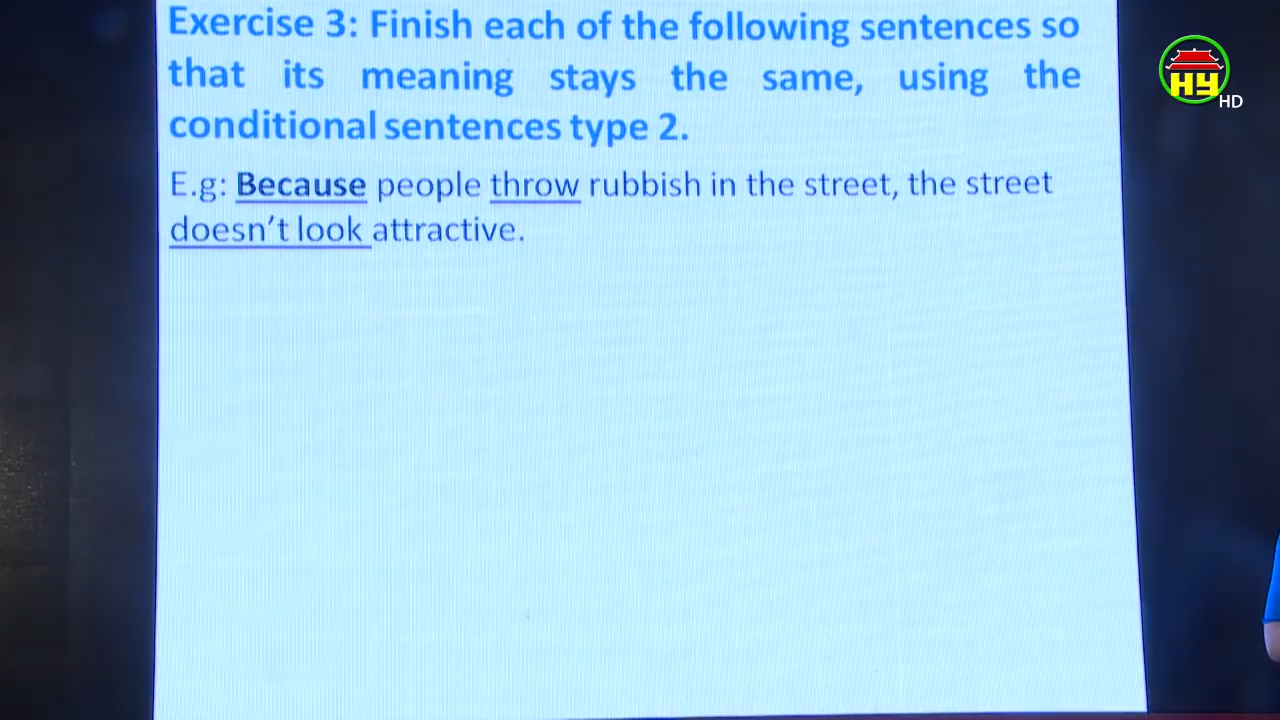 Exercise 3: Finish each of the following sentences so
that its meaning stays the same, using the
conditional sentences type 2.
E.g: Because people throw rubbish in the street, the street
doesn’t look attractive.
HY
HD